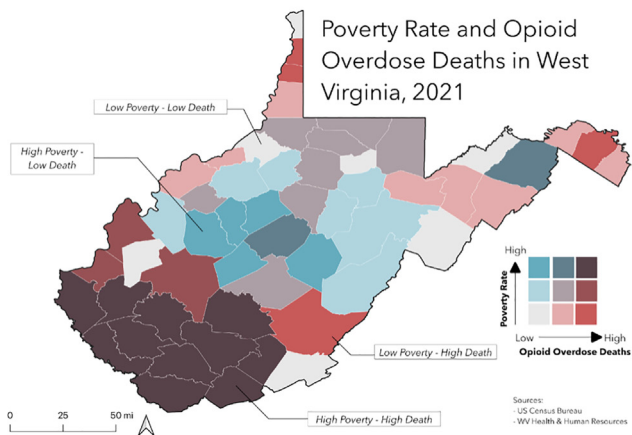 Poverty Rate and Opioid
Overdose Deaths in West
Virginia, 2021
Low Poverty - Low Death
High Poverty -
Low Death
High
Poverty Rate
Low
High
Opioid Overdose Deaths
Low Poverty - High Death
High Poverty - High Death
Sources:
- US Census Bureau
- WV Health & Human Resources
0 25 50 mi